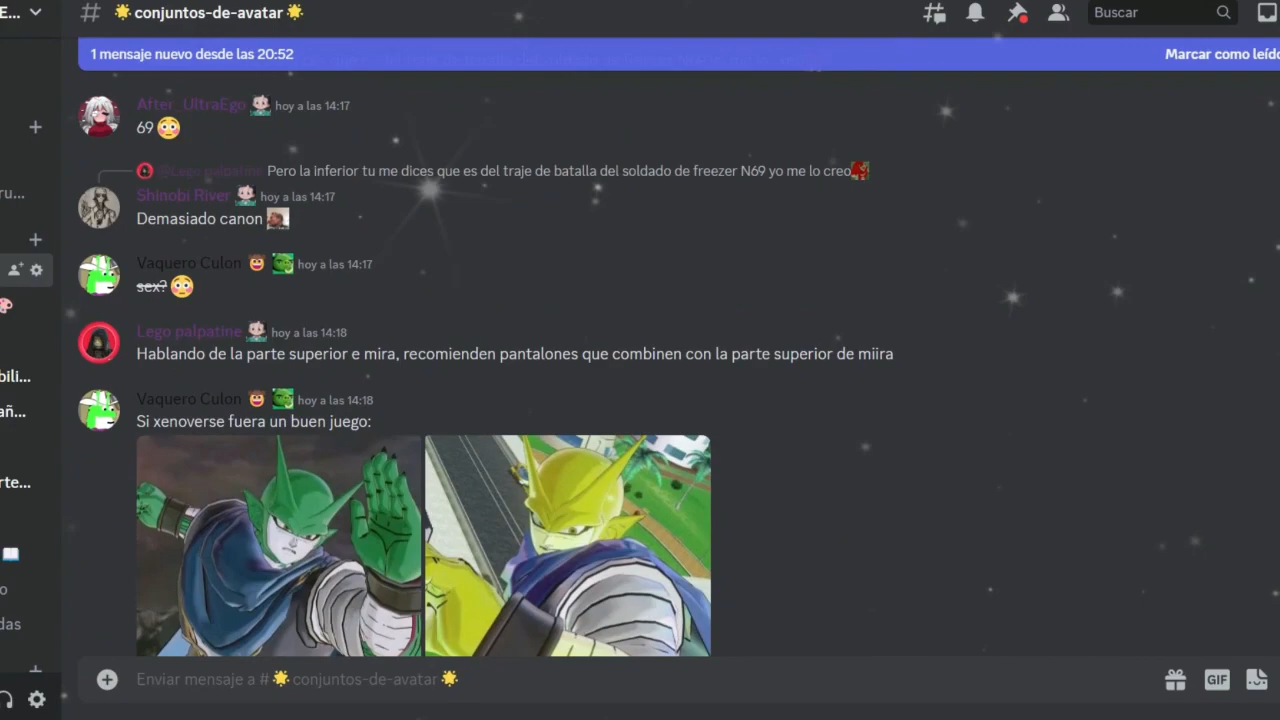 E...
# 🌟conjuntos-de-avatar🌟
Buscar
1 mensaje nuevo desde las 20:52
Marcar como leído
After_UltraEgo hoy a las 14:17
69😳
@Lego palpatine Pero la inferior tu me dices que es del traje de batalla del soldado de freezer N69 yo me lo creo
Shinobi River hoy a las 14:17
Demasiado canon
Vaquero Culon hoy a las 14:17
sex?😳
Lego palpatine hoy a las 14:18
Hablando de la parte superior e mira, recomienden pantalones que combinen con la parte superior de miira
Vaquero Culon hoy a las 14:18
Si xenoverse fuera un buen juego:
ru...
bili...
añ...
rte...
o
das
Enviar mensaje a # 🌟conjuntos-de-avatar🌟
GIF